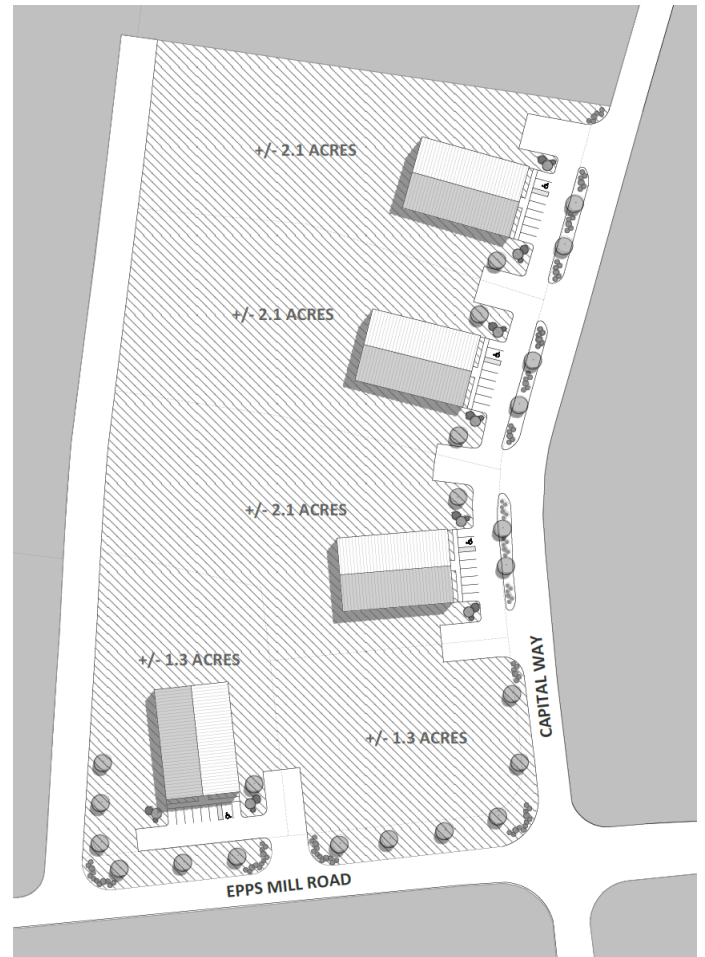 +/- 2.1 ACRES
+/- 2.1 ACRES
+/- 2.1 ACRES
+/- 1.3 ACRES
+/- 1.3 ACRES
CAPITAL WAY
EPPS MILL ROAD